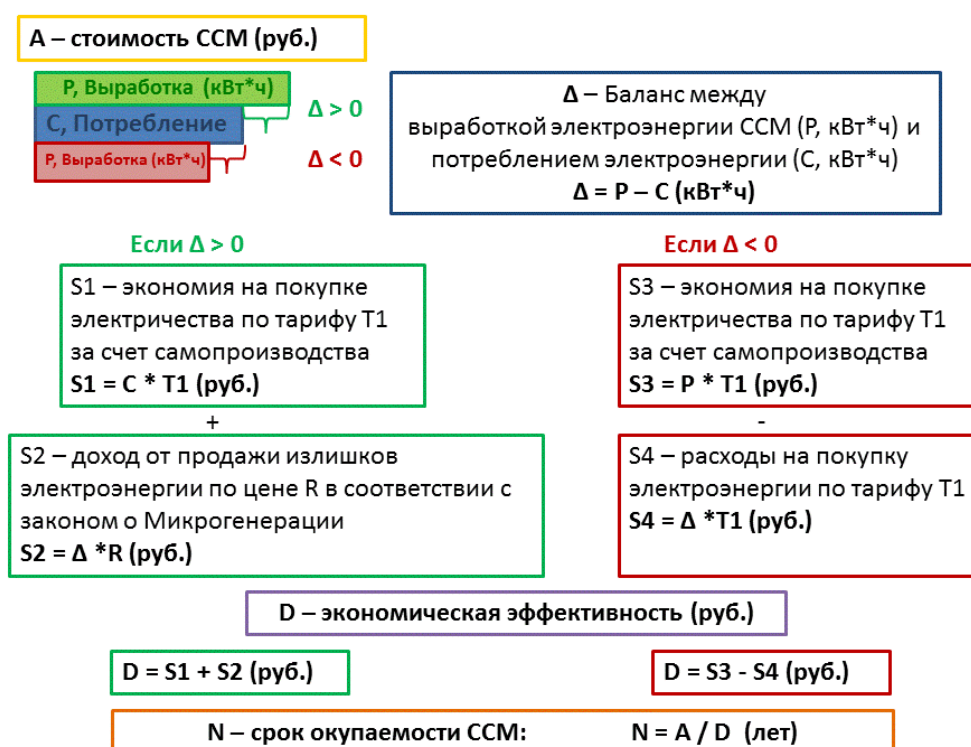 А – стоимость ССМ (руб.)
Р, Выработка (кВт*ч)
С, Потребление
Р, Выработка (кВт*ч)
Δ > 0
Δ < 0
Δ – Баланс между
выработкой электроэнергии ССМ (Р, кВт*ч) и
потреблением электроэнергии (С, кВт*ч)
Δ = Р – С (кВт*ч)
Если Δ > 0
S1 – экономия на покупке
электричества по тарифу Т1
за счет самопроизводства
S1 = C * T1 (руб.)
+
S2 – доход от продажи излишков
электроэнергии по цене R в соответствии с
законом о Микрогенерации
S2 = Δ *R (руб.)
Если Δ < 0
S3 – экономия на покупке
электричества по тарифу Т1
за счет самопроизводства
S3 = P * T1 (руб.)
-
S4 – расходы на покупку
электроэнергии по тарифу Т1
S4 = Δ *T1 (руб.)
D – экономическая эффективность (руб.)
D = S1 + S2 (руб.)
D = S3 - S4 (руб.)
N – срок окупаемости ССМ: N = A / D (лет)